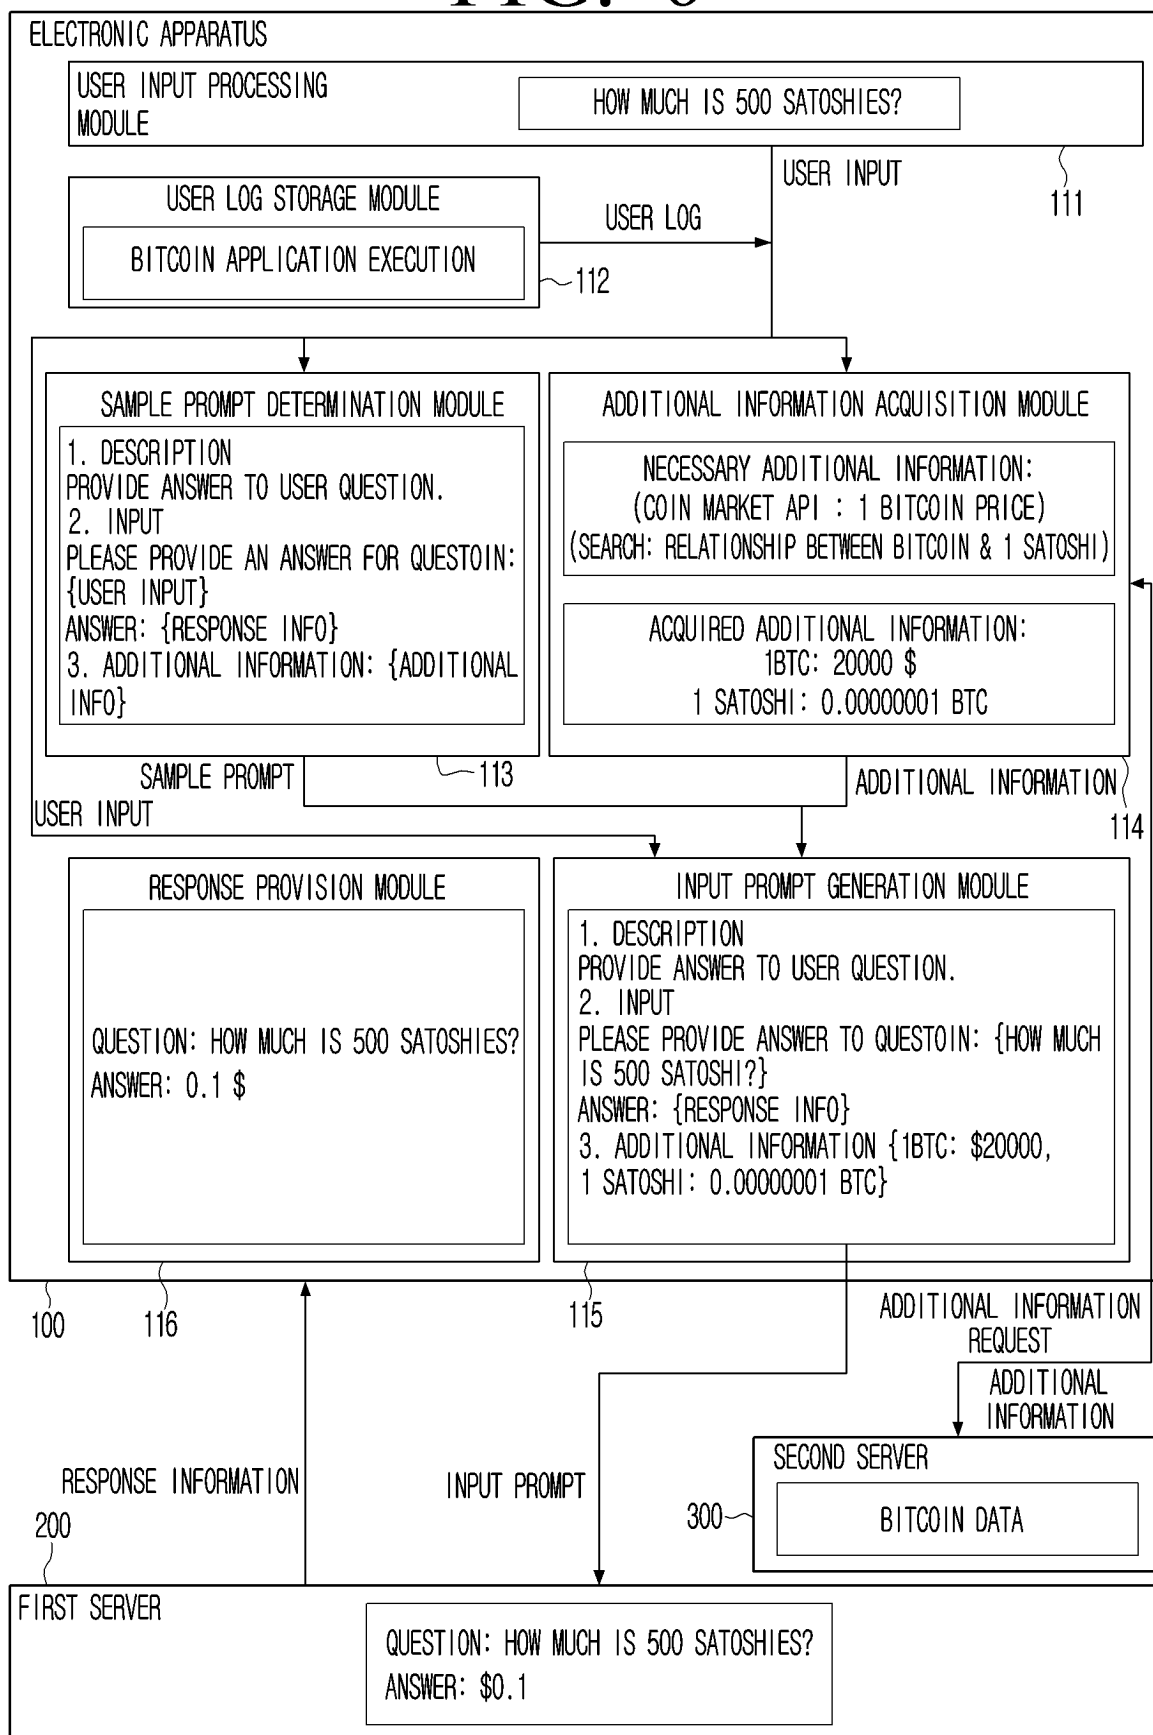 ELECTRONIC APPARATUS
USER INPUT PROCESSING
MODULE
HOW MUCH IS 500 SATOSHIES?
USER INPUT
111
USER LOG STORAGE MODULE
BITCOIN APPLICATION EXECUTION
USER LOG
112
SAMPLE PROMPT DETERMINATION MODULE
1. DESCRIPTION
PROVIDE ANSWER TO USER QUESTION.
2. INPUT
PLEASE PROVIDE AN ANSWER FOR QUESTOIN:
{USER INPUT}
ANSWER: {RESPONSE INFO}
3. ADDITIONAL INFORMATION: {ADDITIONAL
INFO}
ADDITIONAL INFORMATION ACQUISITION MODULE
NECESSARY ADDITIONAL INFORMATION:
(COIN MARKET API : 1 BITCOIN PRICE)
(SEARCH: RELATIONSHIP BETWEEN BITCOIN & 1 SATOSHI)
ACQUIRED ADDITIONAL INFORMATION:
1BTC: 20000 $
1 SATOSHI: 0.00000001 BTC
SAMPLE PROMPT
113
ADDITIONAL INFORMATION
114
USER INPUT
RESPONSE PROVISION MODULE
QUESTION: HOW MUCH IS 500 SATOSHIES?
ANSWER: 0.1 $
INPUT PROMPT GENERATION MODULE
1. DESCRIPTION
PROVIDE ANSWER TO USER QUESTION.
2. INPUT
PLEASE PROVIDE ANSWER TO QUESTOIN: {HOW MUCH
IS 500 SATOSHI?}
ANSWER: {RESPONSE INFO}
3. ADDITIONAL INFORMATION {1BTC: $20000,
1 SATOSHI: 0.00000001 BTC}
100
116
115
ADDITIONAL INFORMATION
REQUEST
ADDITIONAL
INFORMATION
RESPONSE INFORMATION
INPUT PROMPT
SECOND SERVER
BITCOIN DATA
300
200
FIRST SERVER
QUESTION: HOW MUCH IS 500 SATOSHIES?
ANSWER: $0.1